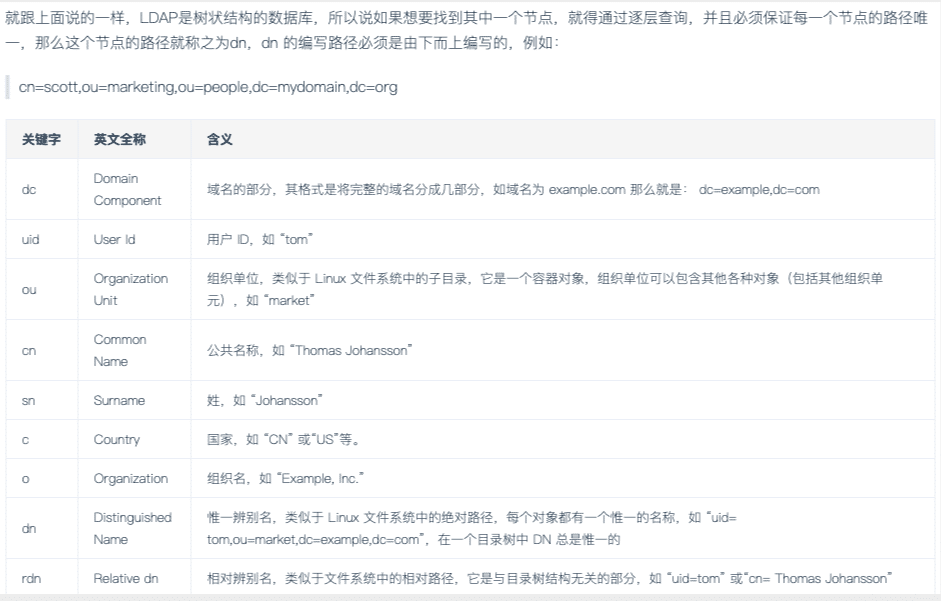 就跟上面说的一样，LDAP是树状结构的数据库，所以说如果想要找到其中一个节点，就得通过逐层查询，并且必须保证每一个节点的路径唯
一，那么这个节点的路径就称之为dn，dn 的编写路径必须是由下而上编写的，例如：
cn=scott,ou=marketing,ou=people,dc=mydomain,dc=org
关键字 英文全称 含义
dc Domain Component 域名的部分，其格式是将完整的域名分成几部分，如域名为 example.com 那么就是： dc=example,dc=com
uid User Id 用户 ID，如 “tom”
ou Organization Unit 组织单位，类似于 Linux 文件系统中的子目录，它是一个容器对象，组织单位可以包含其他各种对象（包括其他组织单
元），如 “market”
cn Common Name 公共名称，如 “Thomas Johansson”
sn Surname 姓，如 “Johansson”
c Country 国家，如 “CN” 或“US”等。
o Organization 组织名，如 “Example, Inc.”
dn Distinguished Name 惟一辨别名，类似于 Linux 文件系统中的绝对路径，每个对象都有一个惟一的名称，如 “uid=
tom,ou=market,dc=example,dc=com”，在一个目录树中 DN 总是惟一的
rdn Relative dn 相对辨别名，类似于文件系统中的相对路径，它是与目录树结构无关的部分，如 “uid=tom” 或“cn= Thomas Johansson”